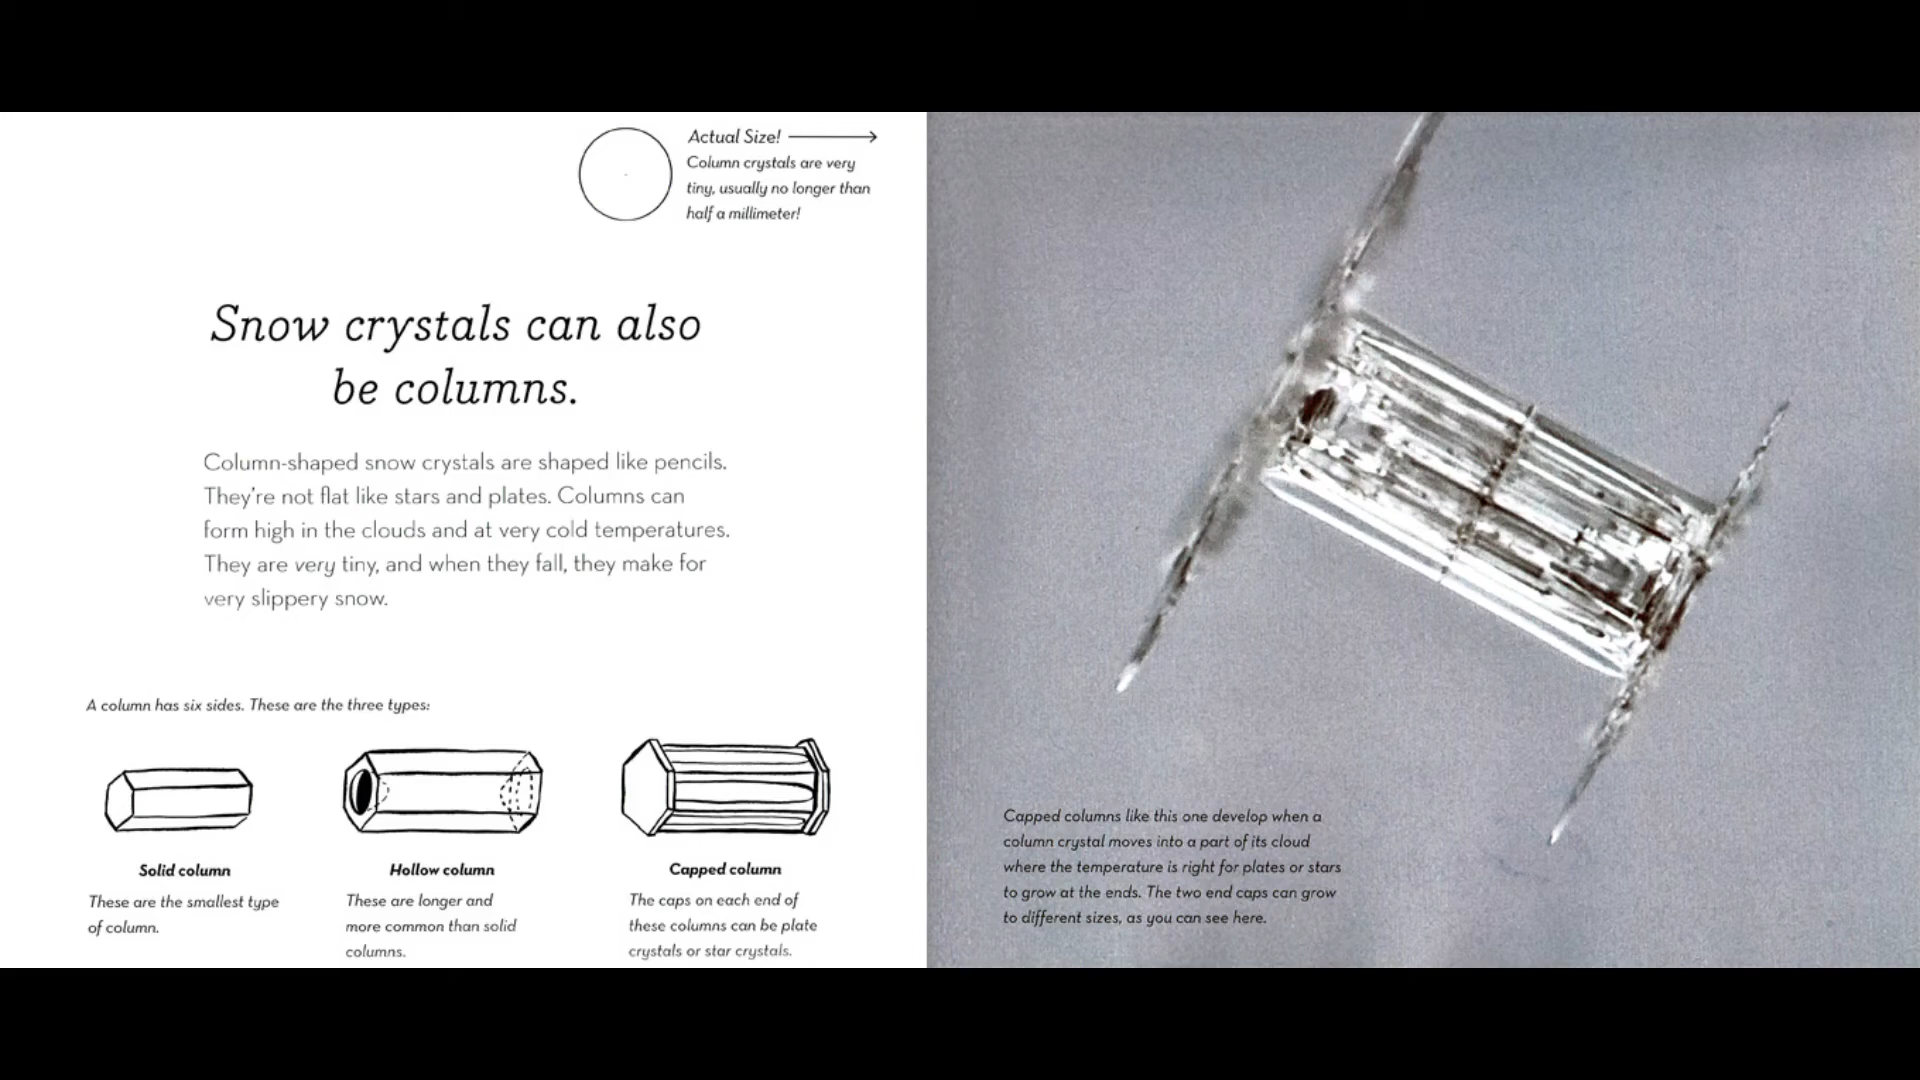 Actual Size!
Column crystals are very
tiny, usually no longer than
half a millimeter!
Snow crystals can also
be columns.
Column-shaped snow crystals are shaped like pencils.
They're not flat like stars and plates. Columns can
form high in the clouds and at very cold temperatures.
They are very tiny, and when they fall, they make for
very slippery snow.
A column has six sides. These are the three types:
Solid column
These are the smallest type
of column.
Hollow column
These are longer and
more common than solid
columns.
Capped column
The caps on each end of
these columns can be plate
crystals or star crystals.
Capped columns like this one develop when a
column crystal moves into a part of its cloud
where the temperature is right for plates or stars
to grow at the ends. The two end caps can grow
to different sizes, as you can see here.